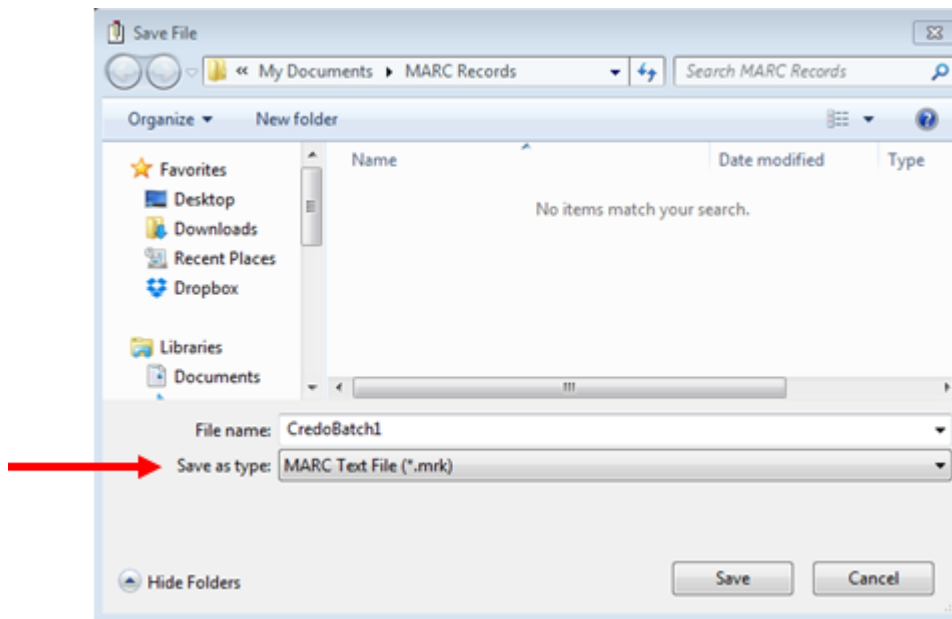 Save File
« My Documents ▸ MARC Records
Search MARC Records
Organize
New folder
Favorites
Desktop
Downloads
Recent Places
Dropbox
Libraries
Documents
Name
Date modified
Type
No items match your search.
File name: CredoBatch1
Save as type: MARC Text File (*.mrk)
Hide Folders
Save
Cancel